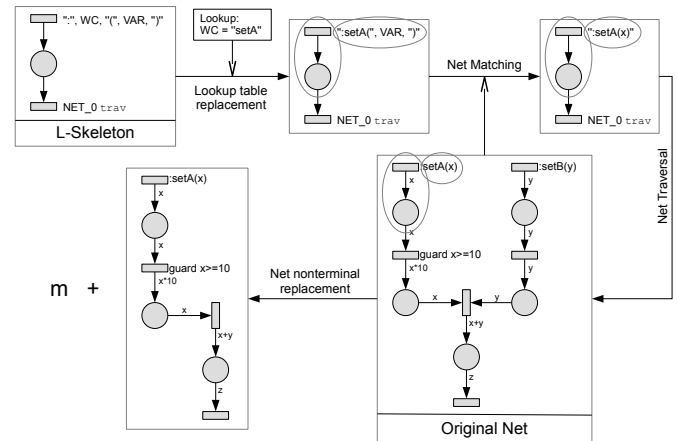 ":", WC, "(", VAR, ")"
NET_0 trav
L-Skeleton
Lookup:
WC = "setA"
Lookup table
replacement
":setA(", VAR, ")"
NET_0 trav
Net Matching
":setA(x)"
NET_0 trav
Net Traversal
:setA(x)
x
x
guard x>=10
x*10
x
x+y
z
m +
Net nonterminal
replacement
:setA(x)
:setB(y)
x
y
x
y
guard x>=10
x*10
y
x
y
x+y
z
Original Net